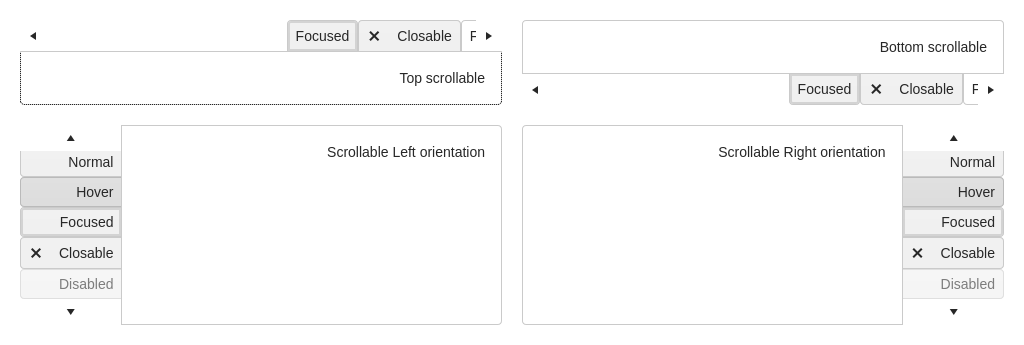 Focused
Closable
Top scrollable
Bottom scrollable
Focused
Closable
Normal
Hover
Focused
Closable
Disabled
Scrollable Left orientation
Scrollable Right orientation
Normal
Hover
Focused
Closable
Disabled